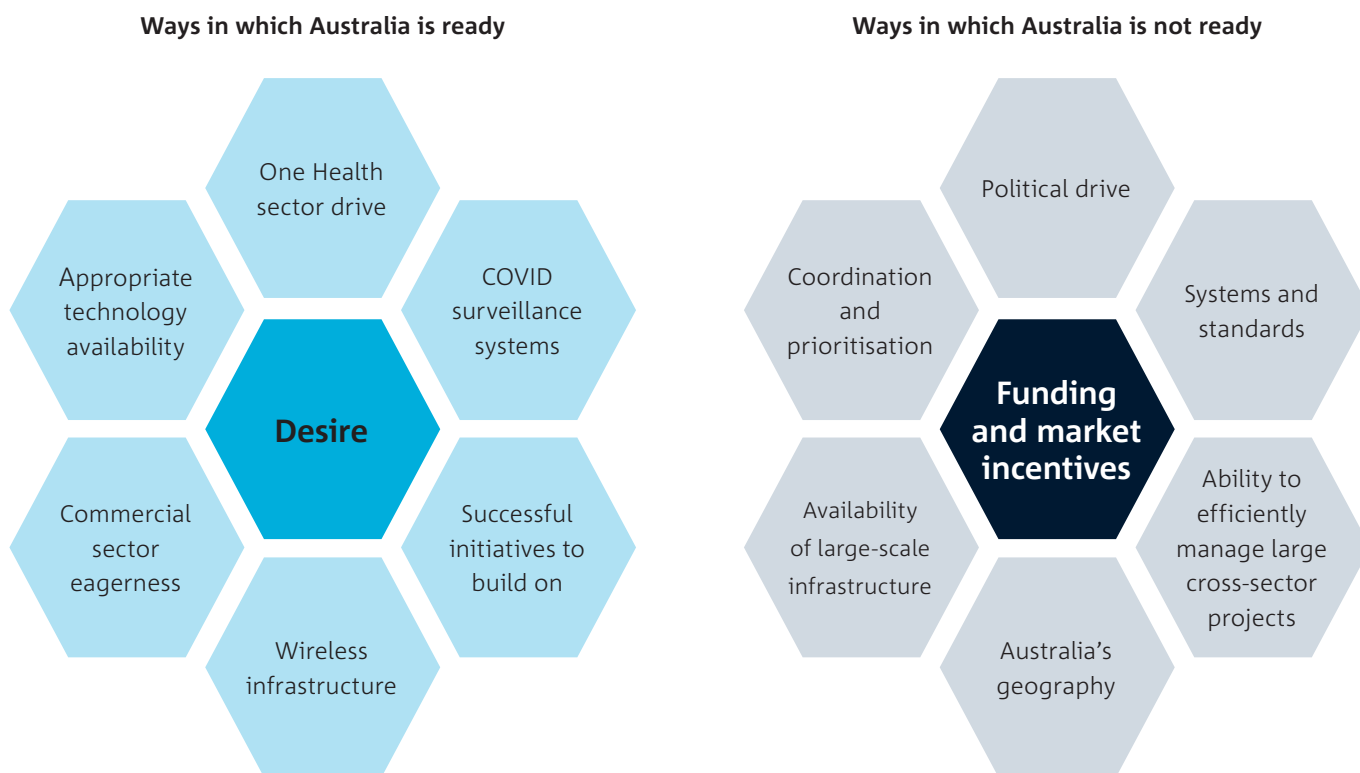 Ways in which Australia is ready
One Health
sector drive
COVID
surveillance
systems
Successful
initiatives to
build on
Wireless
infrastructure
Commercial
sector
eagerness
Appropriate
technology
availability
Desire
Ways in which Australia is not ready
Political drive
Systems and
standards
Ability to
efficiently
manage large
cross-sector
projects
Australia’s
geography
Availability
of large-scale
infrastructure
Coordination
and
prioritisation
Funding
and market
incentives